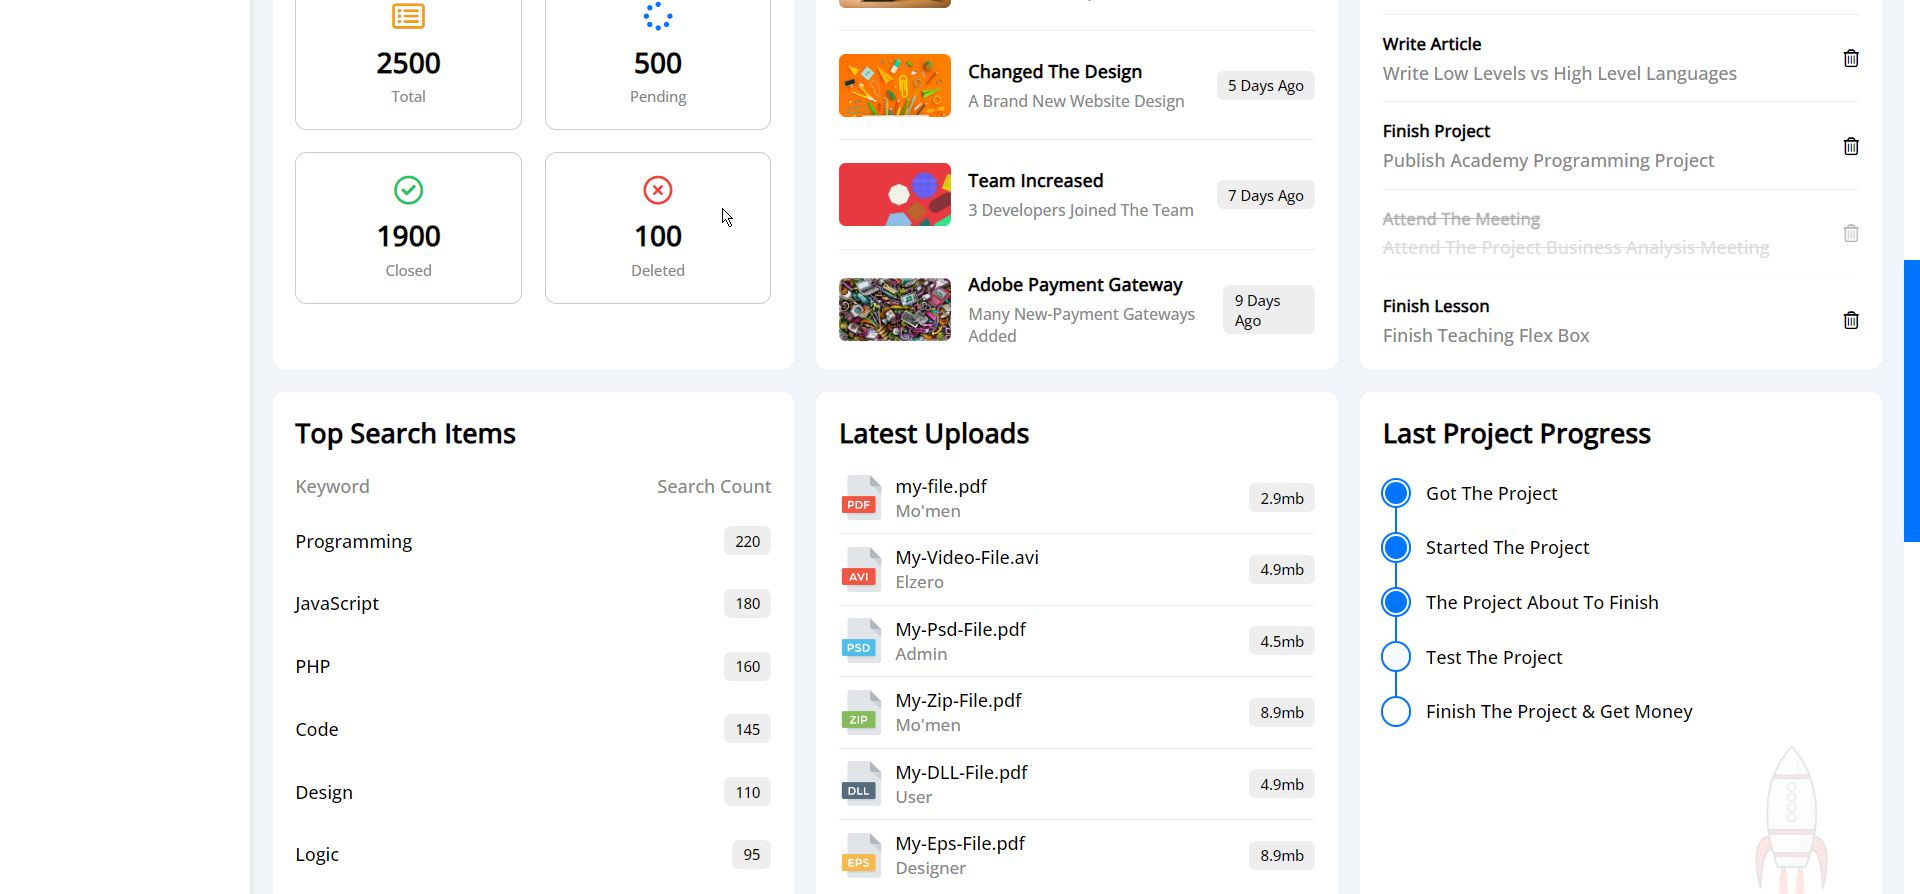 2500
Total
500
Pending
1900
Closed
100
Deleted
Changed The Design
A Brand New Website Design
5 Days Ago
Team Increased
3 Developers Joined The Team
7 Days Ago
Adobe Payment Gateway
Many New-Payment Gateways
Added
9 Days
Ago
Write Article
Write Low Levels vs High Level Languages
Finish Project
Publish Academy Programming Project
Attend The Meeting
Attend The Project Business Analysis Meeting
Finish Lesson
Finish Teaching Flex Box
Top Search Items
Keyword Search Count
Programming 220
JavaScript 180
PHP 160
Code 145
Design 110
Logic 95
Latest Uploads
PDF
my-file.pdf
Mo'men
2.9mb
AVI
My-Video-File.avi
Elzero
4.9mb
PSD
My-Psd-File.pdf
Admin
4.5mb
ZIP
My-Zip-File.pdf
Mo'men
8.9mb
DLL
My-DLL-File.pdf
User
4.9mb
EPS
My-Eps-File.pdf
Designer
8.9mb
Last Project Progress
Got The Project
Started The Project
The Project About To Finish
Test The Project
Finish The Project & Get Money